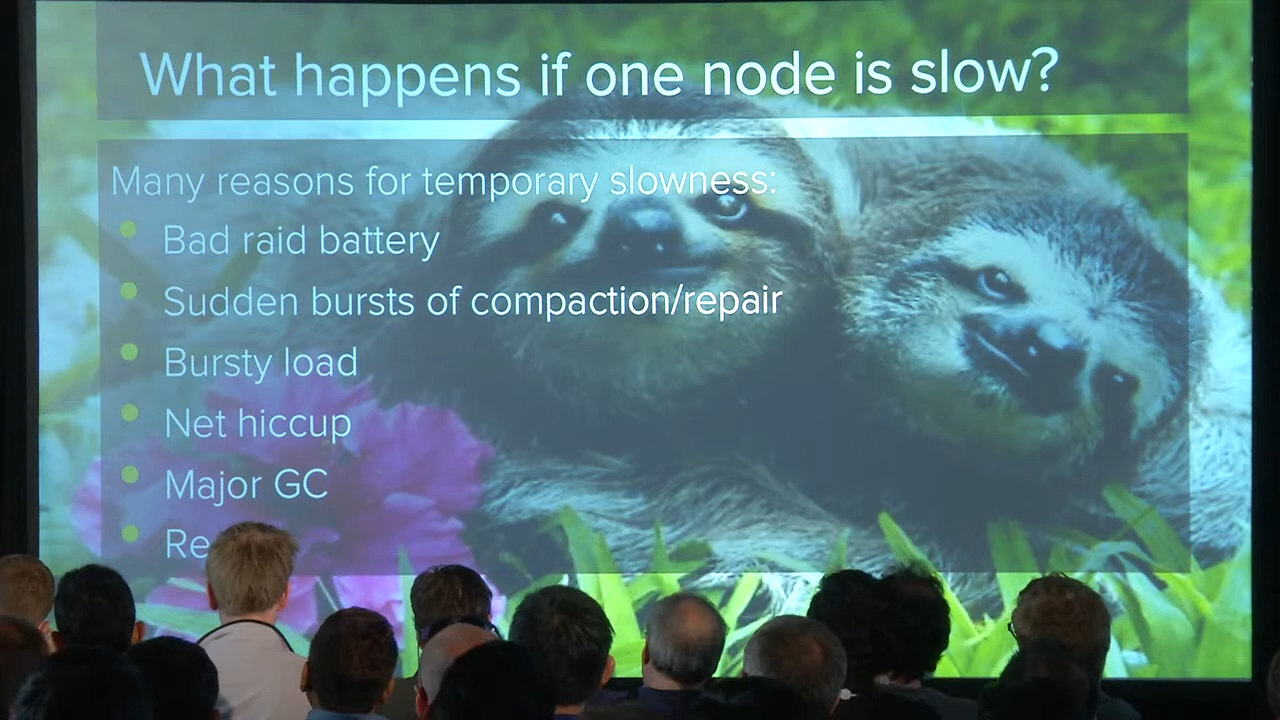 What happens if one node is slow?
Many reasons for temporary slowness:
Bad raid battery
Sudden bursts of compaction/repair
Bursty load
Net hiccup
Major GC